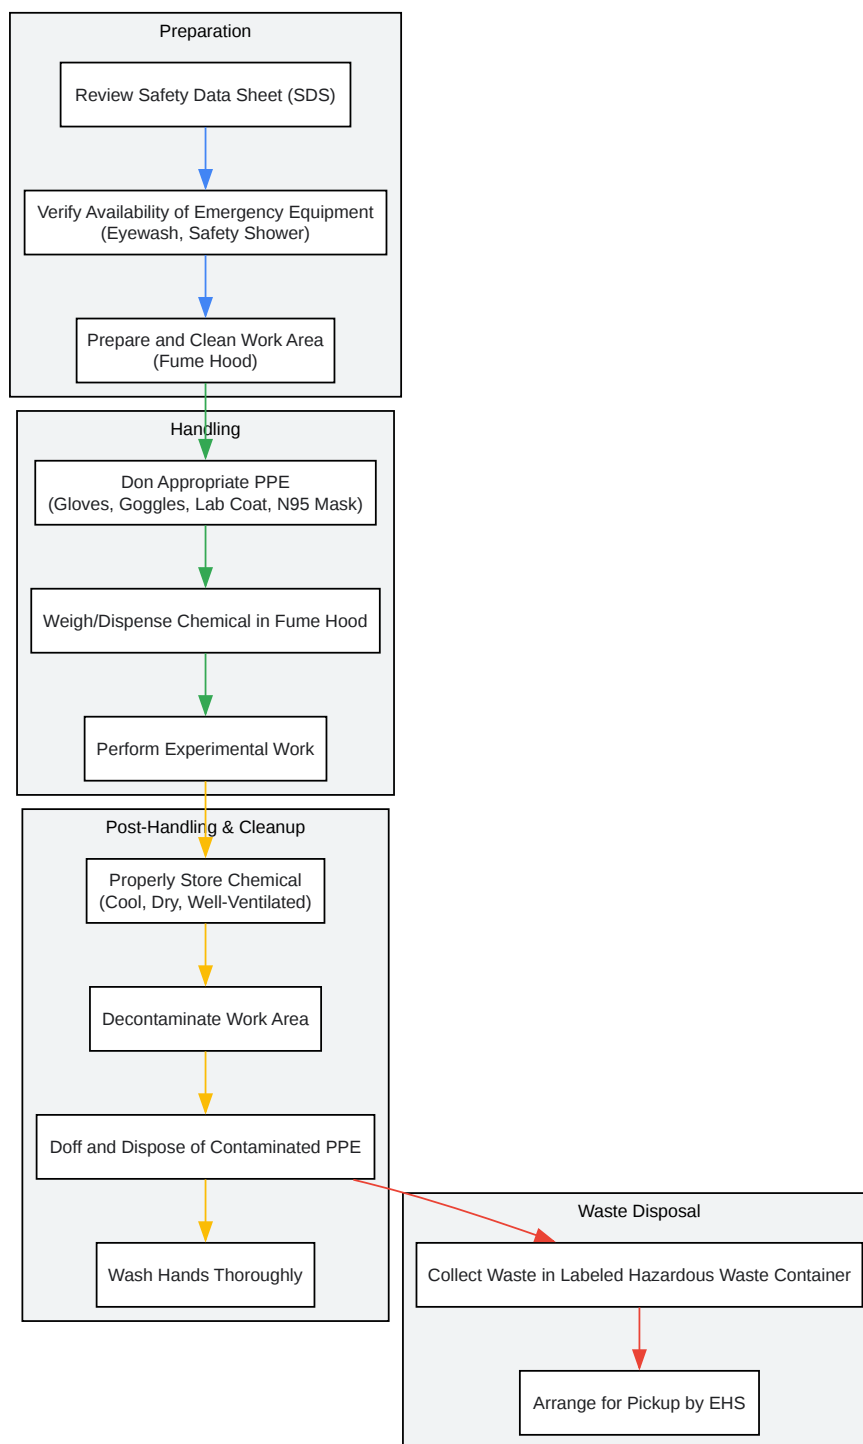 Preparation
Review Safety Data Sheet (SDS)
Verify Availability of Emergency Equipment
(Eyewash, Safety Shower)
Prepare and Clean Work Area
(Fume Hood)
Handling
Don Appropriate PPE
(Gloves, Goggles, Lab Coat, N95 Mask)
Weigh/Dispense Chemical in Fume Hood
Perform Experimental Work
Post-Handling & Cleanup
Properly Store Chemical
(Cool, Dry, Well-Ventilated)
Decontaminate Work Area
Doff and Dispose of Contaminated PPE
Wash Hands Thoroughly
Waste Disposal
Collect Waste in Labeled Hazardous Waste Container
Arrange for Pickup by EHS